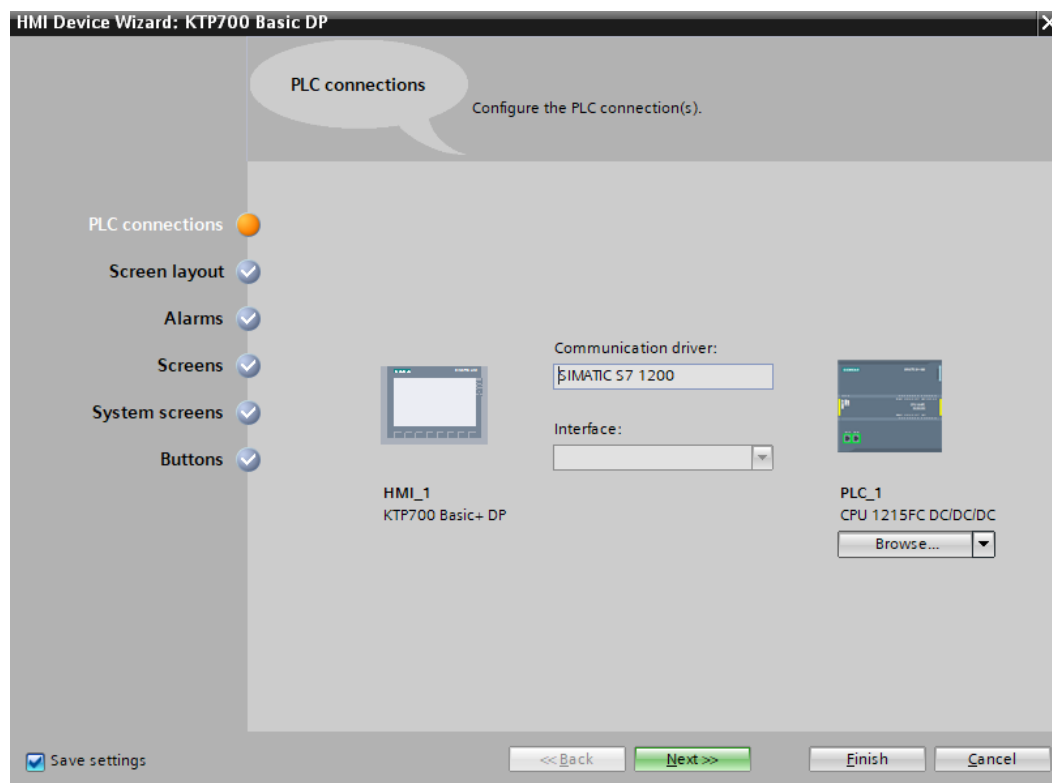 HMI Device Wizard: KTP700 Basic DP
PLC connections
Configure the PLC connection(s).
PLC connections
Screen layout
Alarms
Screens
System screens
Buttons
Communication driver:
SIMATIC S7 1200
Interface:
HMI_1
KTP700 Basic+ DP
PLC_1
CPU 1215FC DC/DC/DC
Browse...
Save settings
<< Back
Next >>
Finish
Cancel